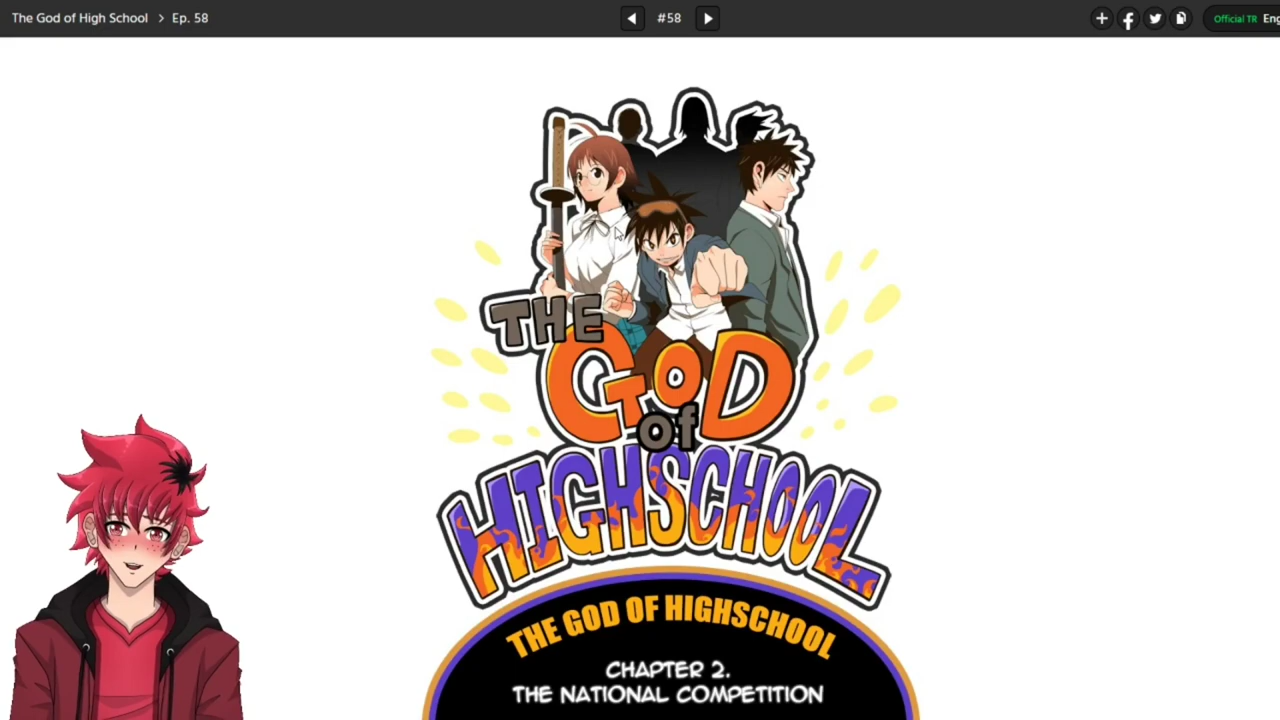 The God of High School > Ep. 58
#58
Official TR
Eng
THE
GOD
of
HIGHSCHOOL
THE GOD OF HIGHSCHOOL
CHAPTER 2.
THE NATIONAL COMPETITION